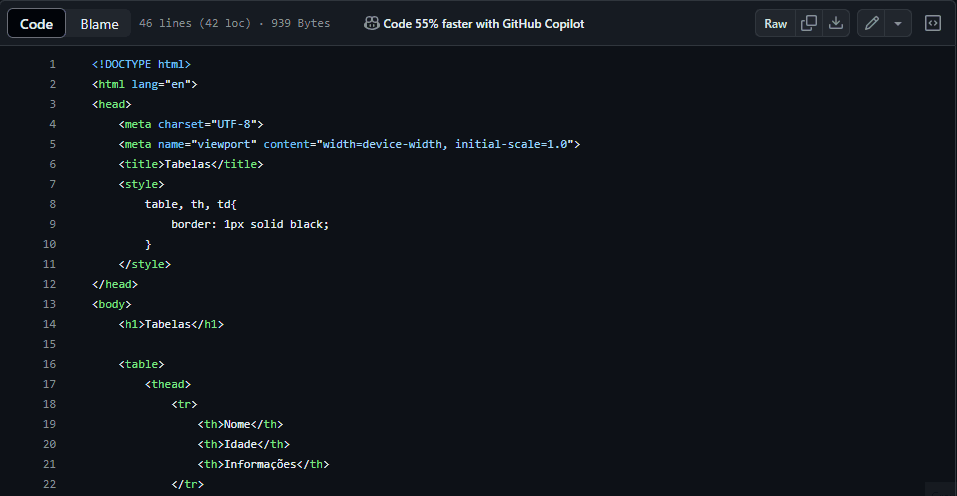 Code Blame 46 lines (42 loc) · 939 Bytes Code 55% faster with GitHub Copilot Raw
1 <!DOCTYPE html>
2 <html lang="en">
3 <head>
4 <meta charset="UTF-8">
5 <meta name="viewport" content="width=device-width, initial-scale=1.0">
6 <title>Tabelas</title>
7 <style>
8 table, th, td{
9 border: 1px solid black;
10 }
11 </style>
12 </head>
13 <body>
14 <h1>Tabelas</h1>
15
16 <table>
17 <thead>
18 <tr>
19 <th>Nome</th>
20 <th>Idade</th>
21 <th>Informações</th>
22 </tr>